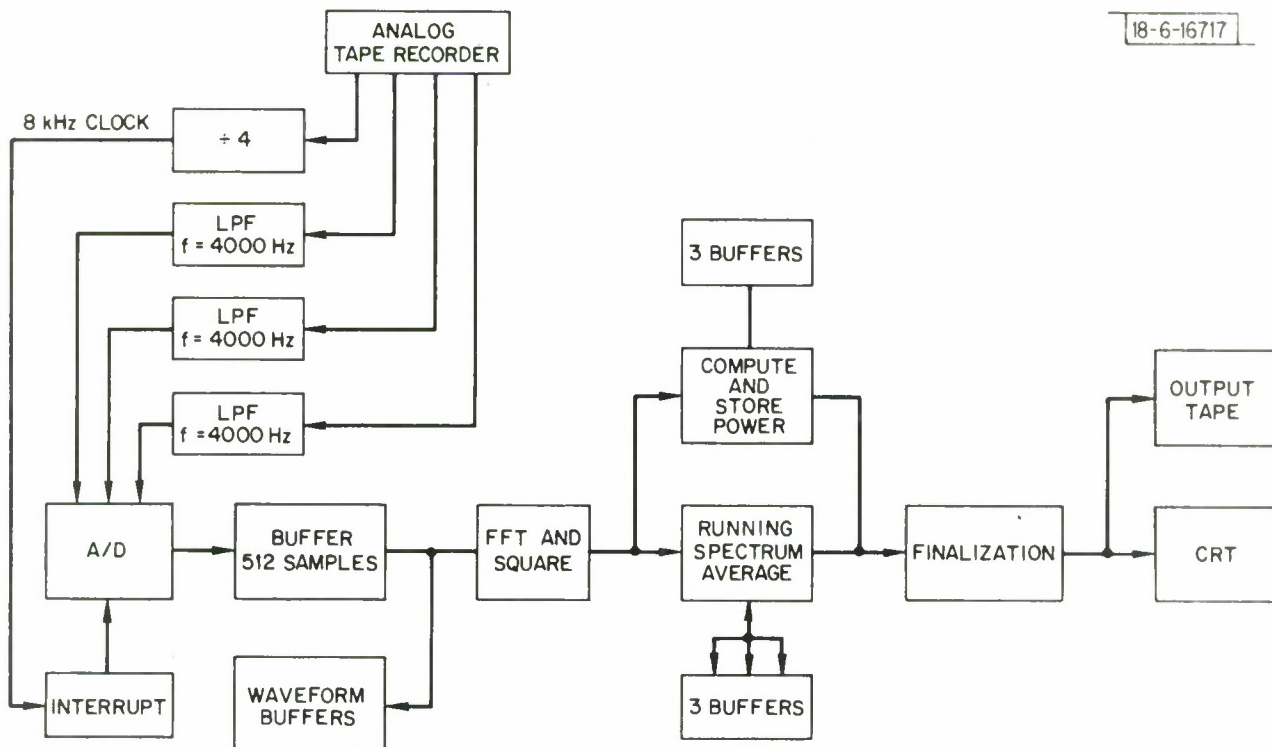 ANALOG
TAPE RECORDER
18-6-16717
8 kHz CLOCK
÷ 4
LPF
f = 4000 Hz
LPF
f = 4000 Hz
LPF
f = 4000 Hz
3 BUFFERS
COMPUTE
AND
STORE
POWER
OUTPUT
TAPE
A/D
BUFFER
512 SAMPLES
FFT AND
SQUARE
RUNNING
SPECTRUM
AVERAGE
FINALIZATION
CRT
INTERRUPT
WAVEFORM
BUFFERS
3 BUFFERS